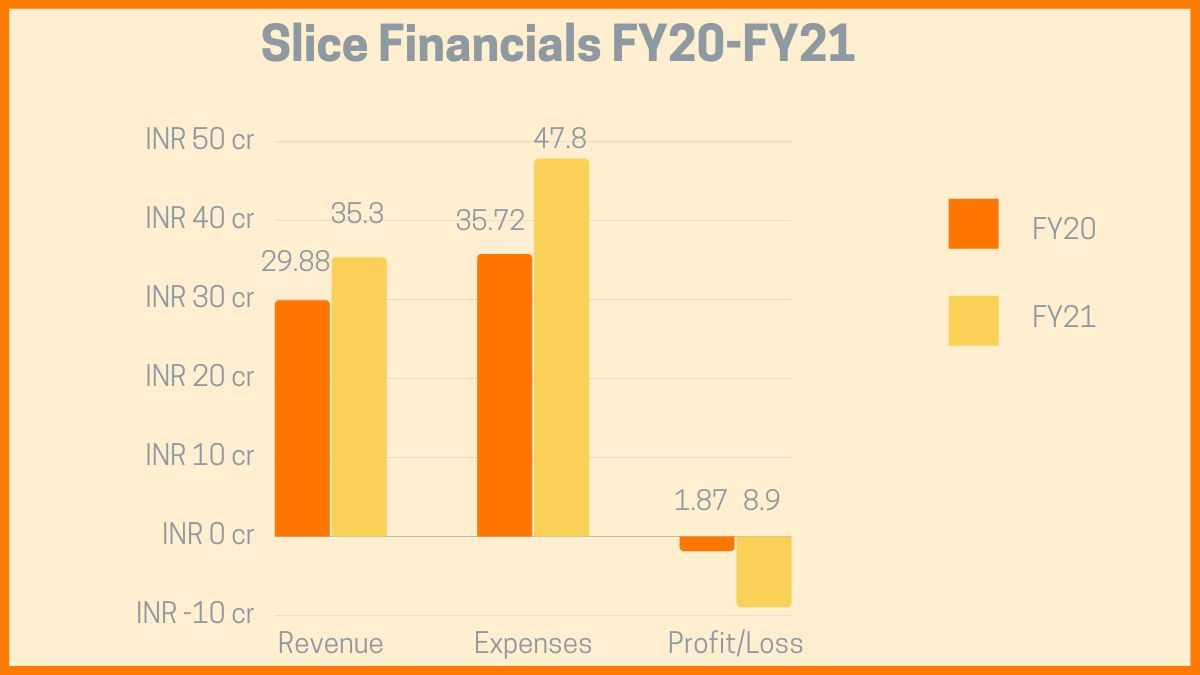 Slice Financials FY20-FY21
INR 50 cr
INR 40 cr
INR 30 cr
INR 20 cr
INR 10 cr
INR 0 cr
INR -10 cr
29.88
35.3
35.72
47.8
1.87
8.9
Revenue
Expenses
Profit/Loss
FY20
FY21